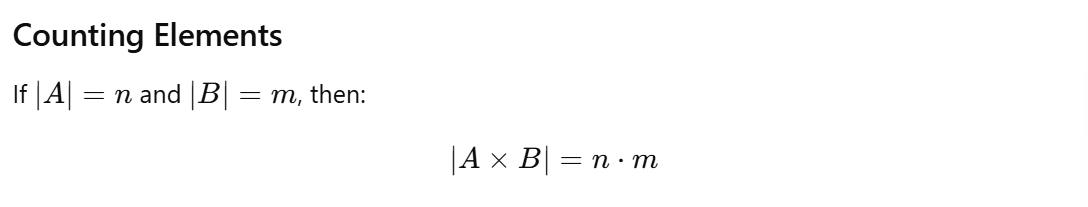 Counting Elements
If |A| = n and |B| = m, then:
|A × B| = n · m